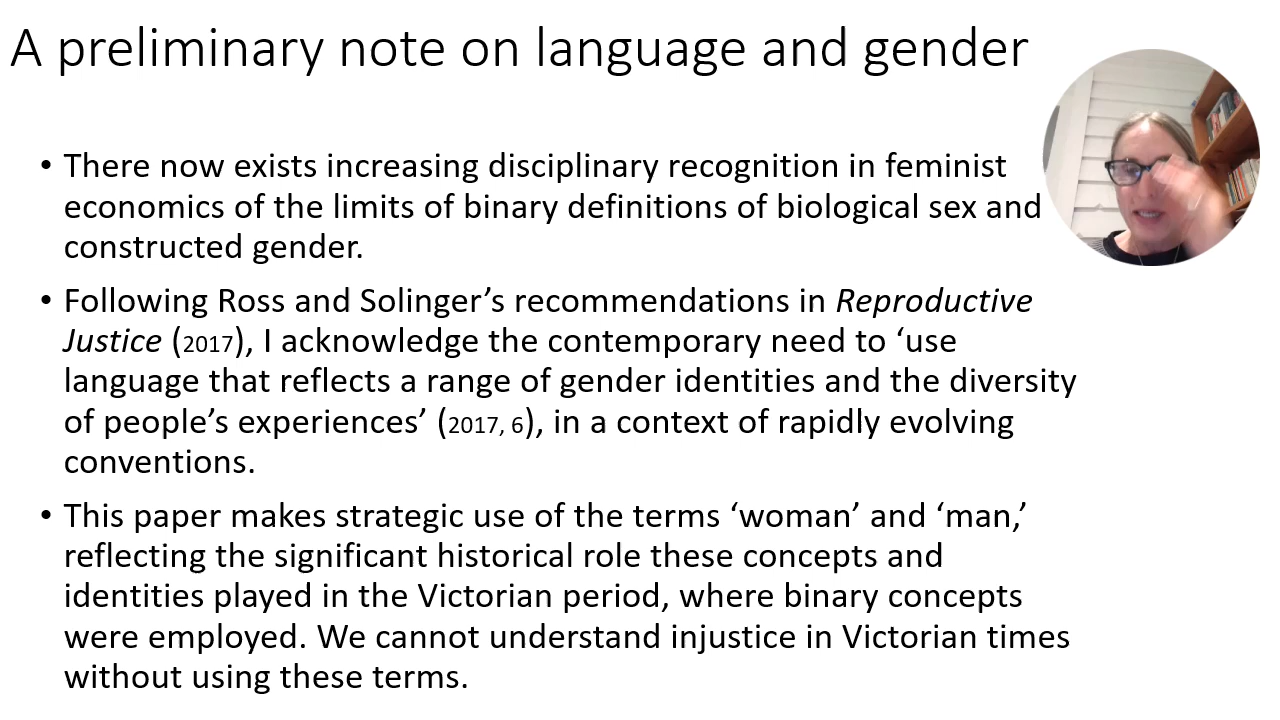 A preliminary note on language and gender
• There now exists increasing disciplinary recognition in feminist
economics of the limits of binary definitions of biological sex and
constructed gender.
• Following Ross and Solinger’s recommendations in Reproductive
Justice (2017), I acknowledge the contemporary need to ‘use
language that reflects a range of gender identities and the diversity
of people’s experiences’ (2017, 6), in a context of rapidly evolving
conventions.
• This paper makes strategic use of the terms ‘woman’ and ‘man,’
reflecting the significant historical role these concepts and
identities played in the Victorian period, where binary concepts
were employed. We cannot understand injustice in Victorian times
without using these terms.